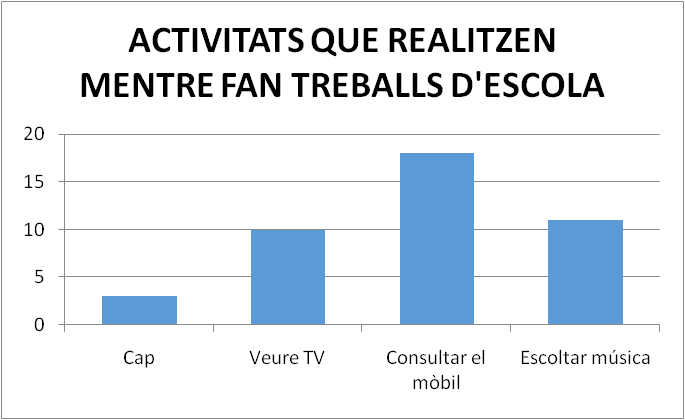 ACTIVITATS QUE REALITZEN
MENTRE FAN TREBALLS D'ESCOLA
20
15
10
5
0
Cap
Veure TV
Consultar el
mòbil
Escoltar música